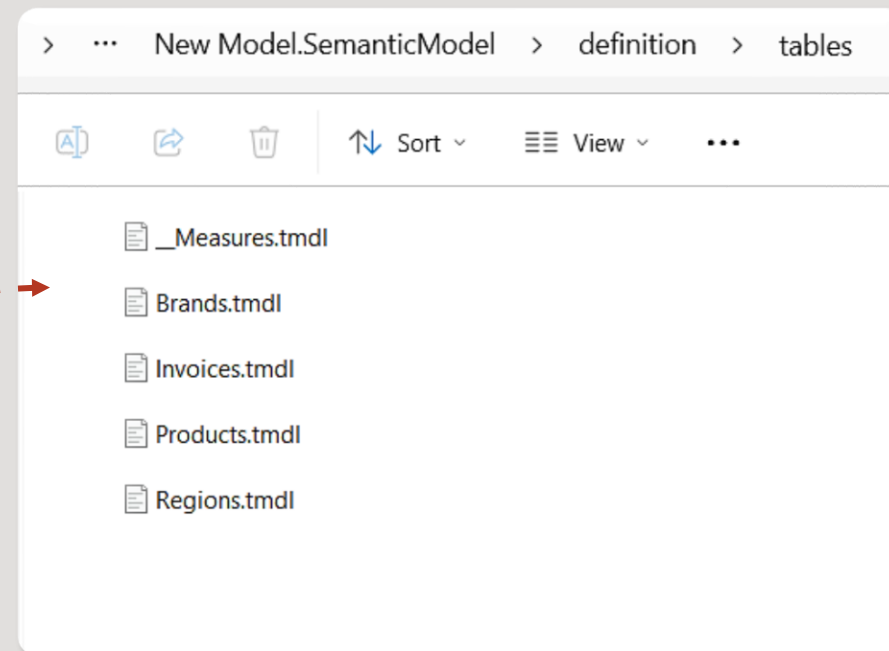 > ··· New Model.SemanticModel > definition > tables
A Sort View ···
__Measures.tmdl
Brands.tmdl
Invoices.tmdl
Products.tmdl
Regions.tmdl